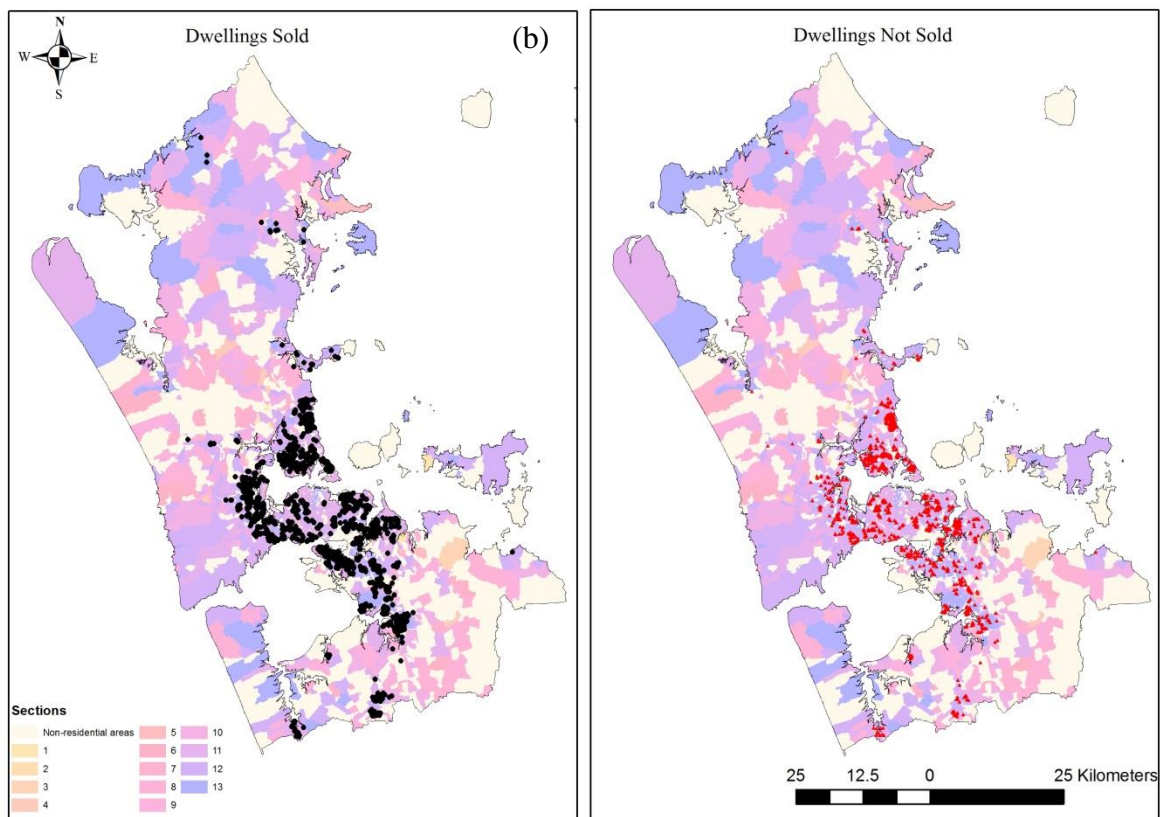 Dwellings Sold
(b)
N
W E
S
Sections
Non-residential areas
1
2
3
4
5
6
7
8
9
10
11
12
13
Dwellings Not Sold
25 12.5 0 25 Kilometers